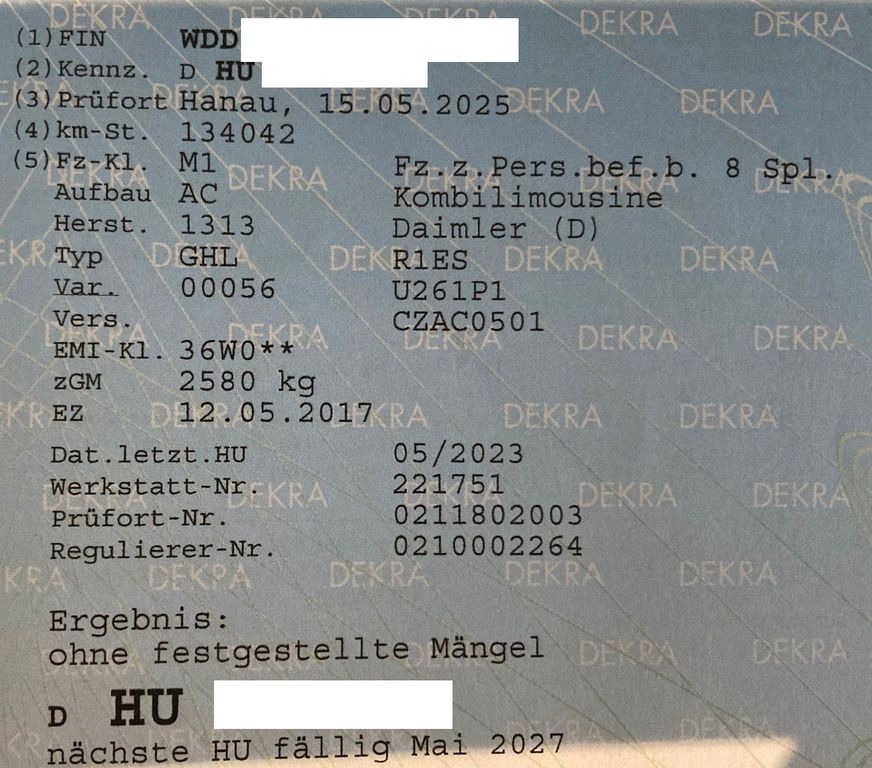 (1)FIN WDD
(2)Kennz. D HU
(3)Prüfort Hanau, 15.05.2025
(4)km-St. 134042
(5)Fz-Kl. M1 Fz.z.Pers.bef.b. 8 Spl.
Aufbau AC Kombilimousine
Herst. 1313 Daimler (D)
Typ GHL R1ES
Var. 00056 U261P1
Vers. CZAC0501
EMI-Kl. 36W0**
zGM 2580 kg
EZ 12.05.2017
Dat.letzt.HU 05/2023
Werkstatt-Nr. 221751
Prüfort-Nr. 0211802003
Regulierer-Nr. 0210002264
Ergebnis:
ohne festgestellte Mängel
D HU
nächste HU fällig Mai 2027